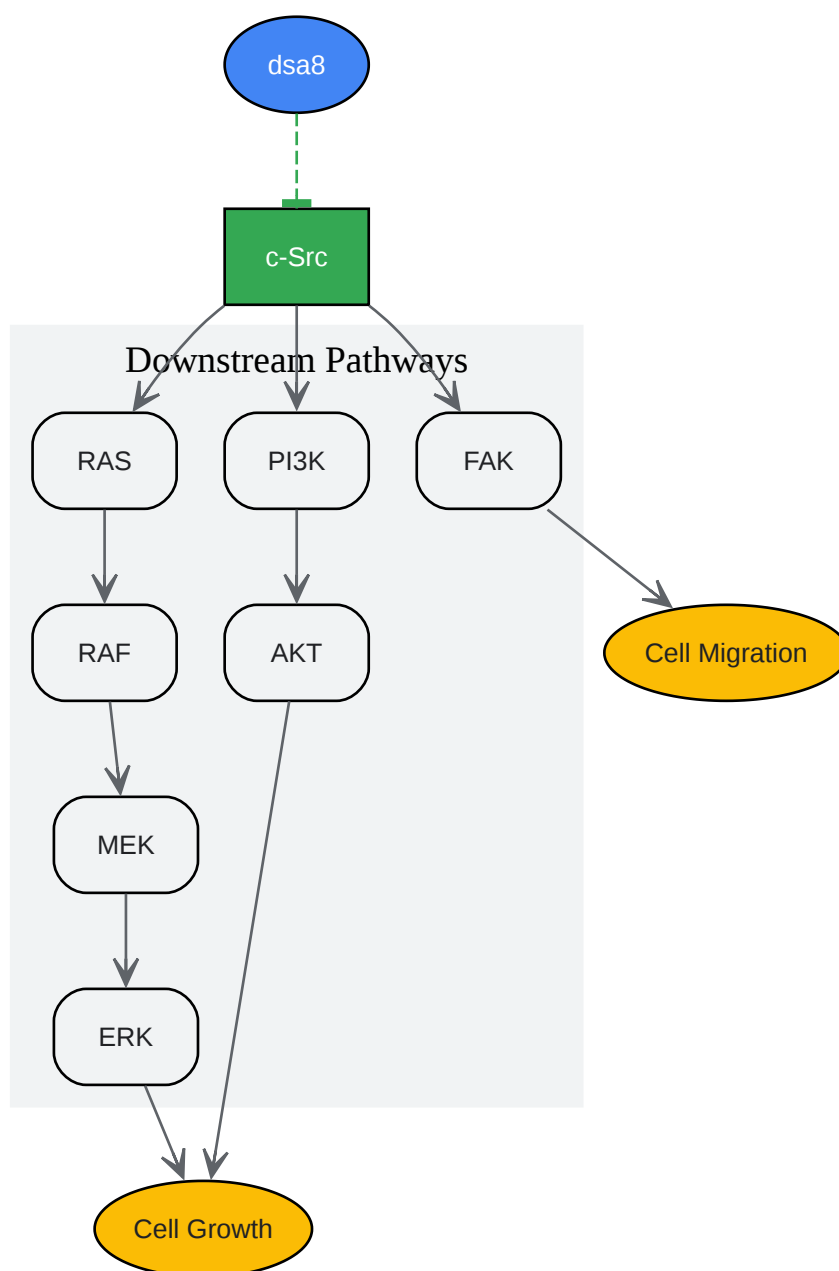 dsa8
c-Src
Downstream Pathways
RAS
PI3K
FAK
RAF
AKT
Cell Migration
MEK
ERK
Cell Growth